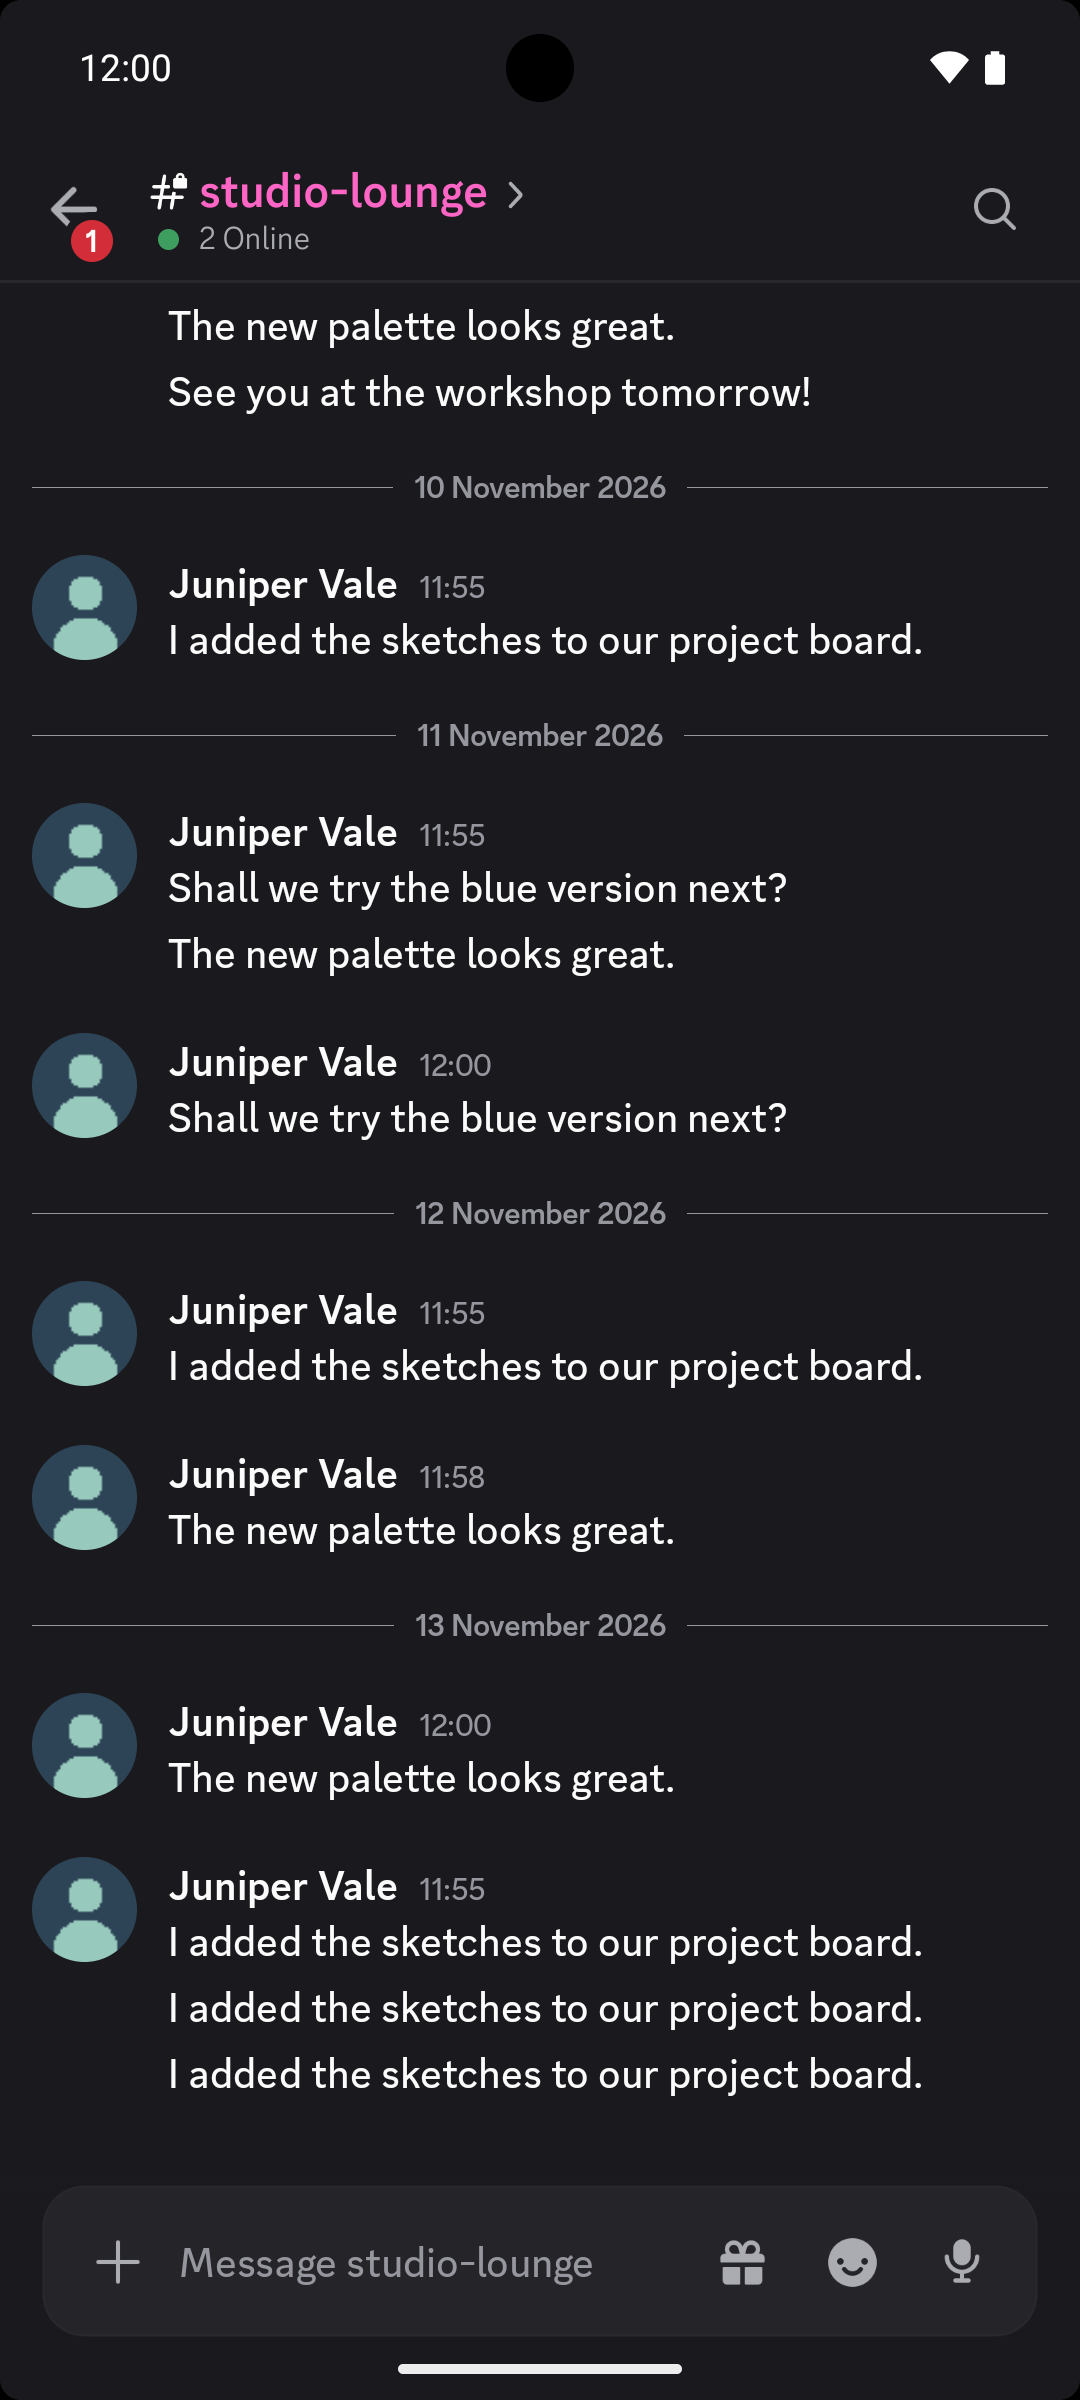 12:00
studio-lounge
1
2 Online
The new palette looks great.
See you at the workshop tomorrow!
10 November 2026
Juniper Vale 11:55
I added the sketches to our project board.
11 November 2026
Juniper Vale 11:55
Shall we try the blue version next?
The new palette looks great.
Juniper Vale 12:00
Shall we try the blue version next?
12 November 2026
Juniper Vale 11:55
I added the sketches to our project board.
Juniper Vale 11:58
The new palette looks great.
13 November 2026
Juniper Vale 12:00
The new palette looks great.
Juniper Vale 11:55
I added the sketches to our project board.
I added the sketches to our project board.
I added the sketches to our project board.
Message studio-lounge